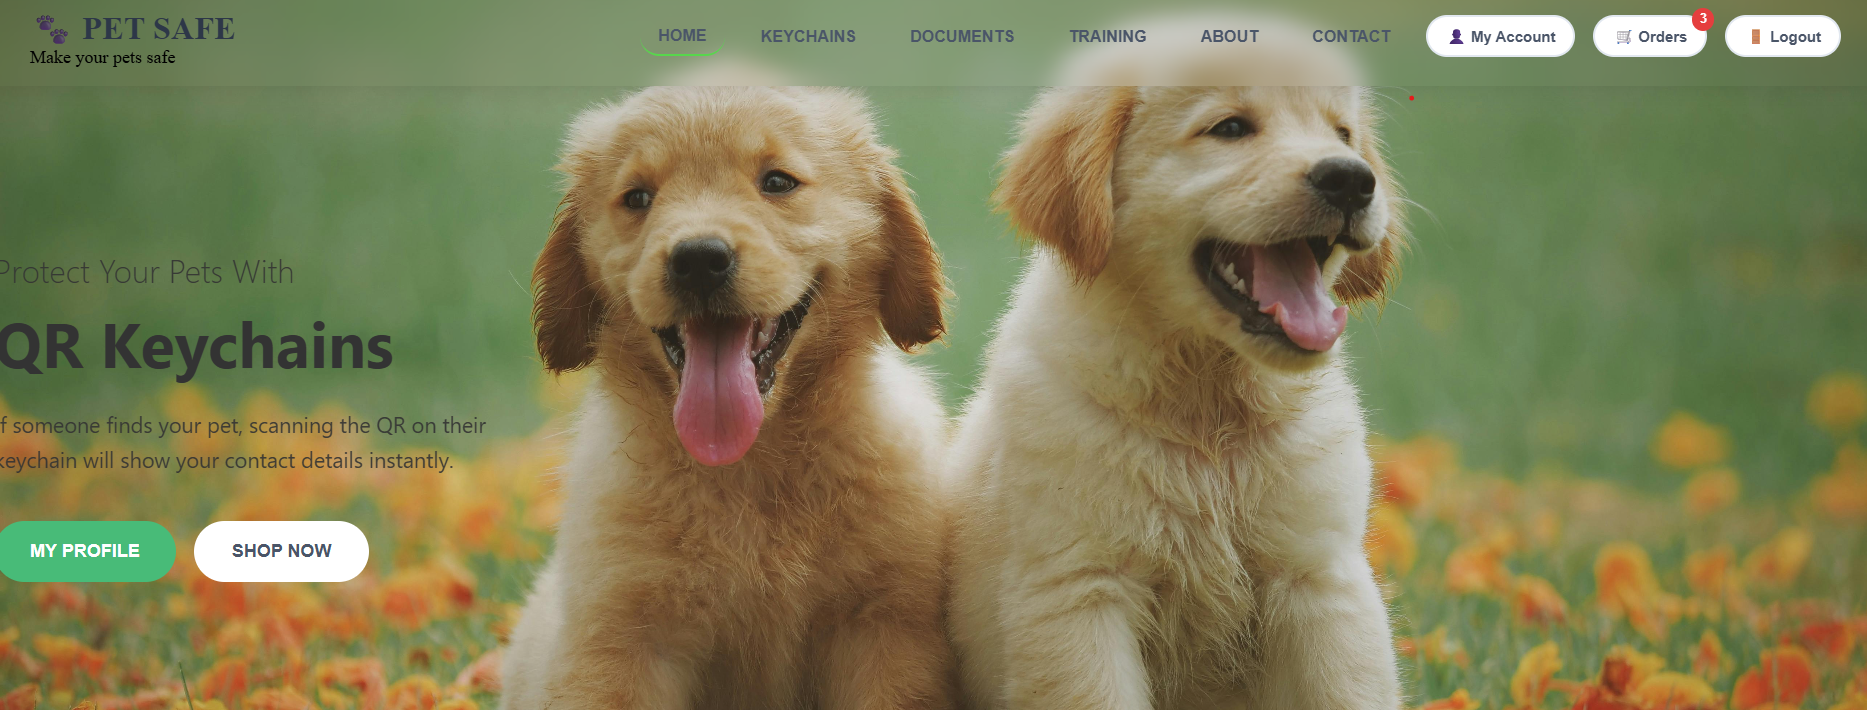 PET SAFE
Make your pets safe
HOME KEYCHAINS DOCUMENTS TRAINING ABOUT CONTACT My Account Orders 3 Logout
Protect Your Pets With
QR Keychains
If someone finds your pet, scanning the QR on their
keychain will show your contact details instantly.
MY PROFILE SHOP NOW